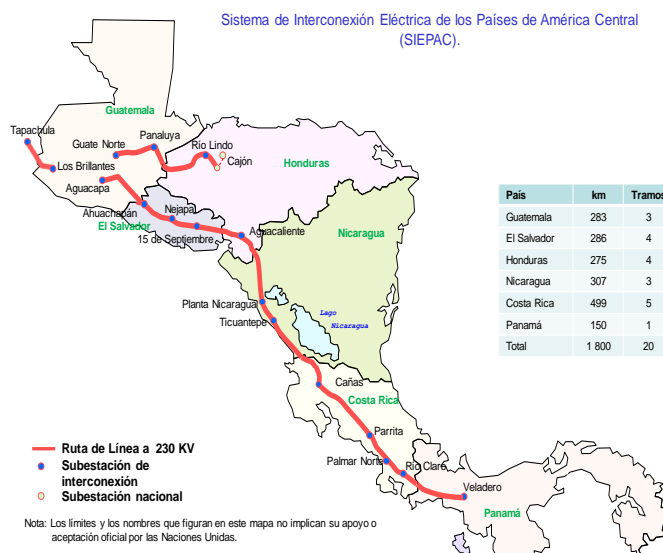 Sistema de Interconexión Eléctrica de los Países de América Central
(SIEPAC).
Guatemala
Tapachula
Guate Norte
Panaluya
Río Lindo
Cajón
Los Brillantes
Aguacapa
Honduras
Ahuachapán
Nejapa
El Salvador
15 de Septiembre
Aguacaliente
Nicaragua
Planta Nicaragua
Ticuantepe
Lago
Nicaragua
Cañas
Costa Rica
Parrita
Palmar Norte
Río Claro
Veladero
Panamá
País km Tramos
Guatemala 283 3
El Salvador 286 4
Honduras 275 4
Nicaragua 307 3
Costa Rica 499 5
Panamá 150 1
Total 1 800 20
Ruta de Línea a 230 KV
Subestación de
interconexión
Subestación nacional
Nota: Los límites y los nombres que figuran en este mapa no implican su apoyo o
aceptación oficial por las Naciones Unidas.